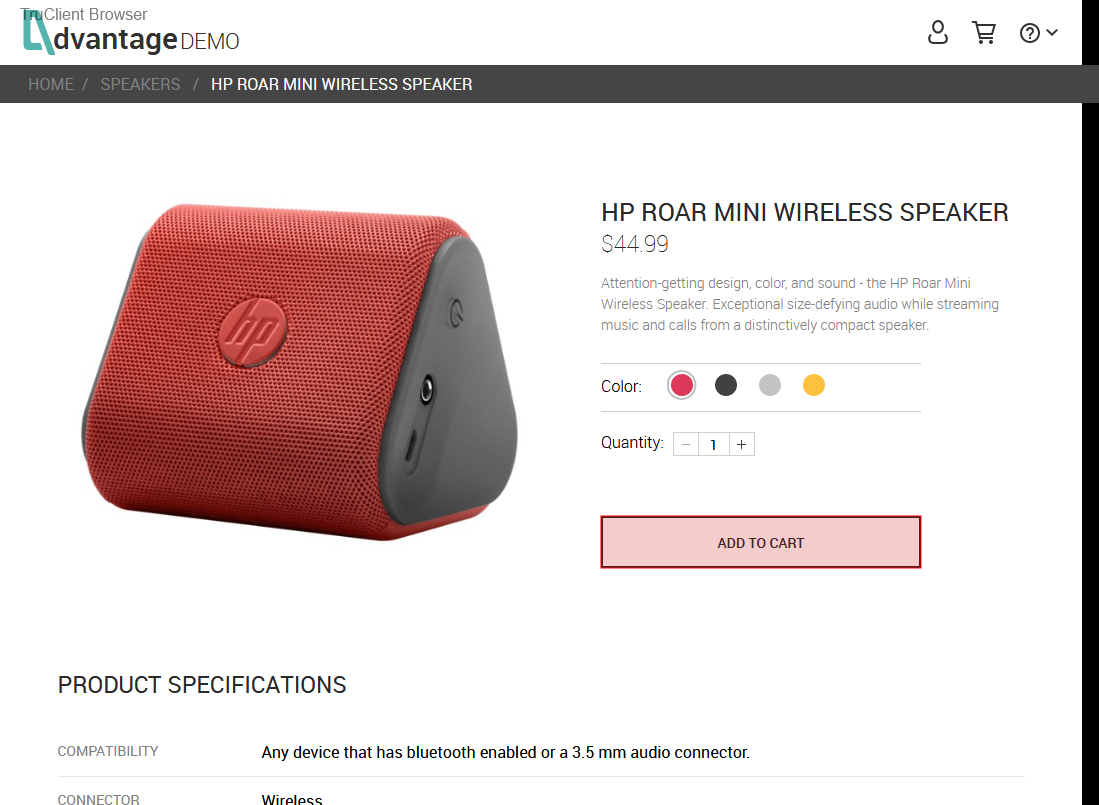 TruClient Browser
dvantage DEMO
HOME / SPEAKERS / HP ROAR MINI WIRELESS SPEAKER
hp
HP ROAR MINI WIRELESS SPEAKER
$44.99
Attention-getting design, color, and sound - the HP Roar Mini
Wireless Speaker. Exceptional size-defying audio while streaming
music and calls from a distinctively compact speaker.
Color:
Quantity: − 1 +
ADD TO CART
PRODUCT SPECIFICATIONS
COMPATIBILITY Any device that has bluetooth enabled or a 3.5 mm audio connector.
CONNECTOR Wireless